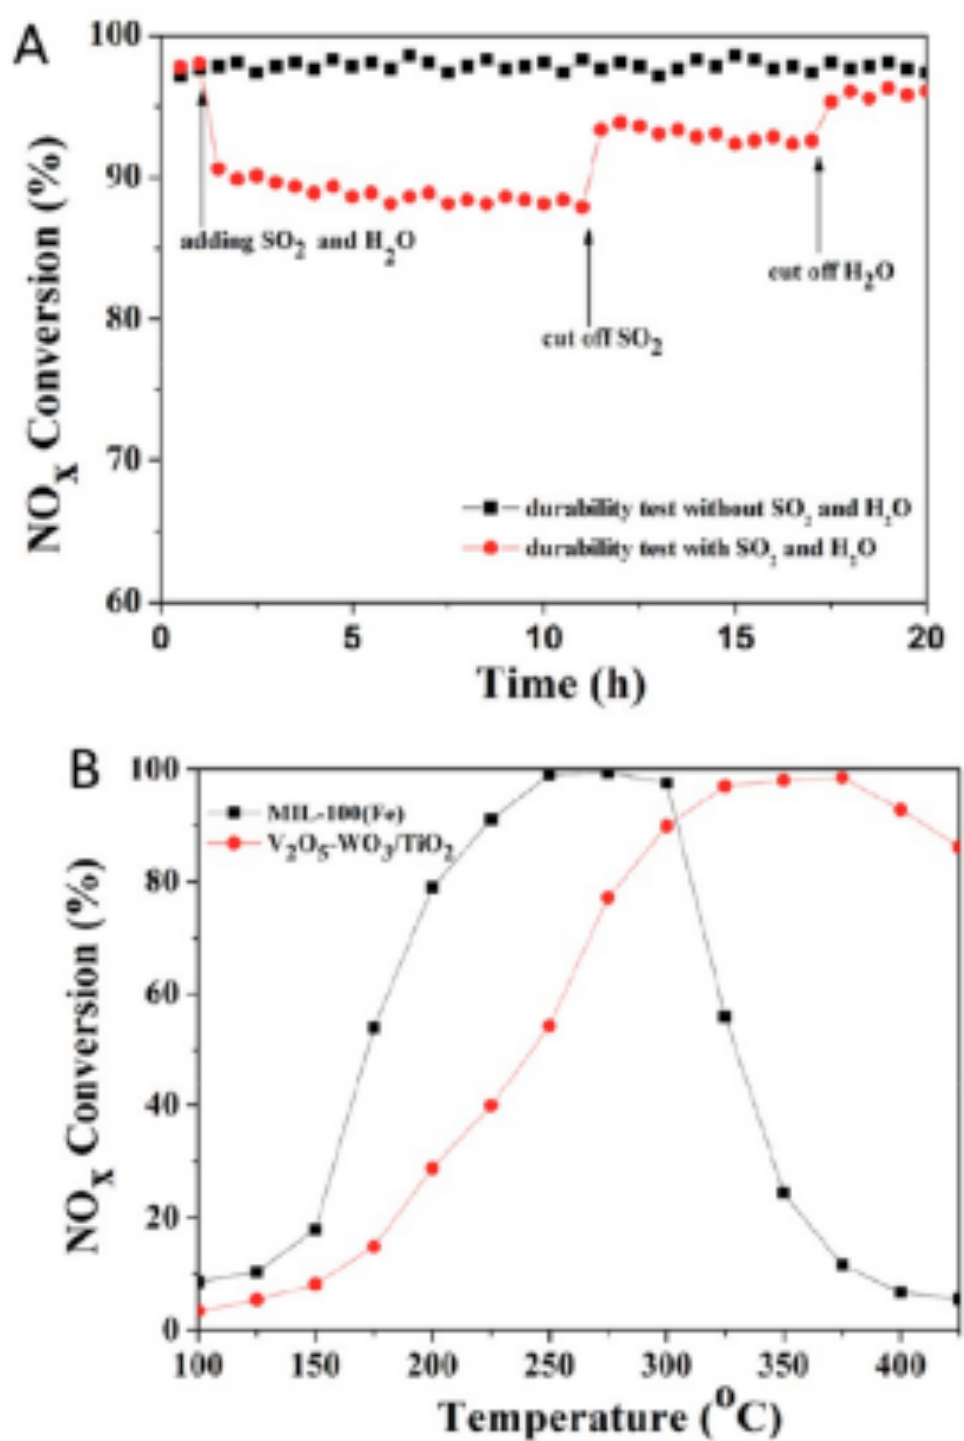 A
100
90
80
70
60
NOx Conversion (%)
adding SO2 and H2O
cut off SO2
cut off H2O
durability test without SO2 and H2O
durability test with SO2 and H2O
0 5 10 15 20
Time (h)
B
100
80
60
40
20
0
NOx Conversion (%)
MIL-100(Fe)
V2O5-WO3/TiO2
100 150 200 250 300 350 400
Temperature (oC)